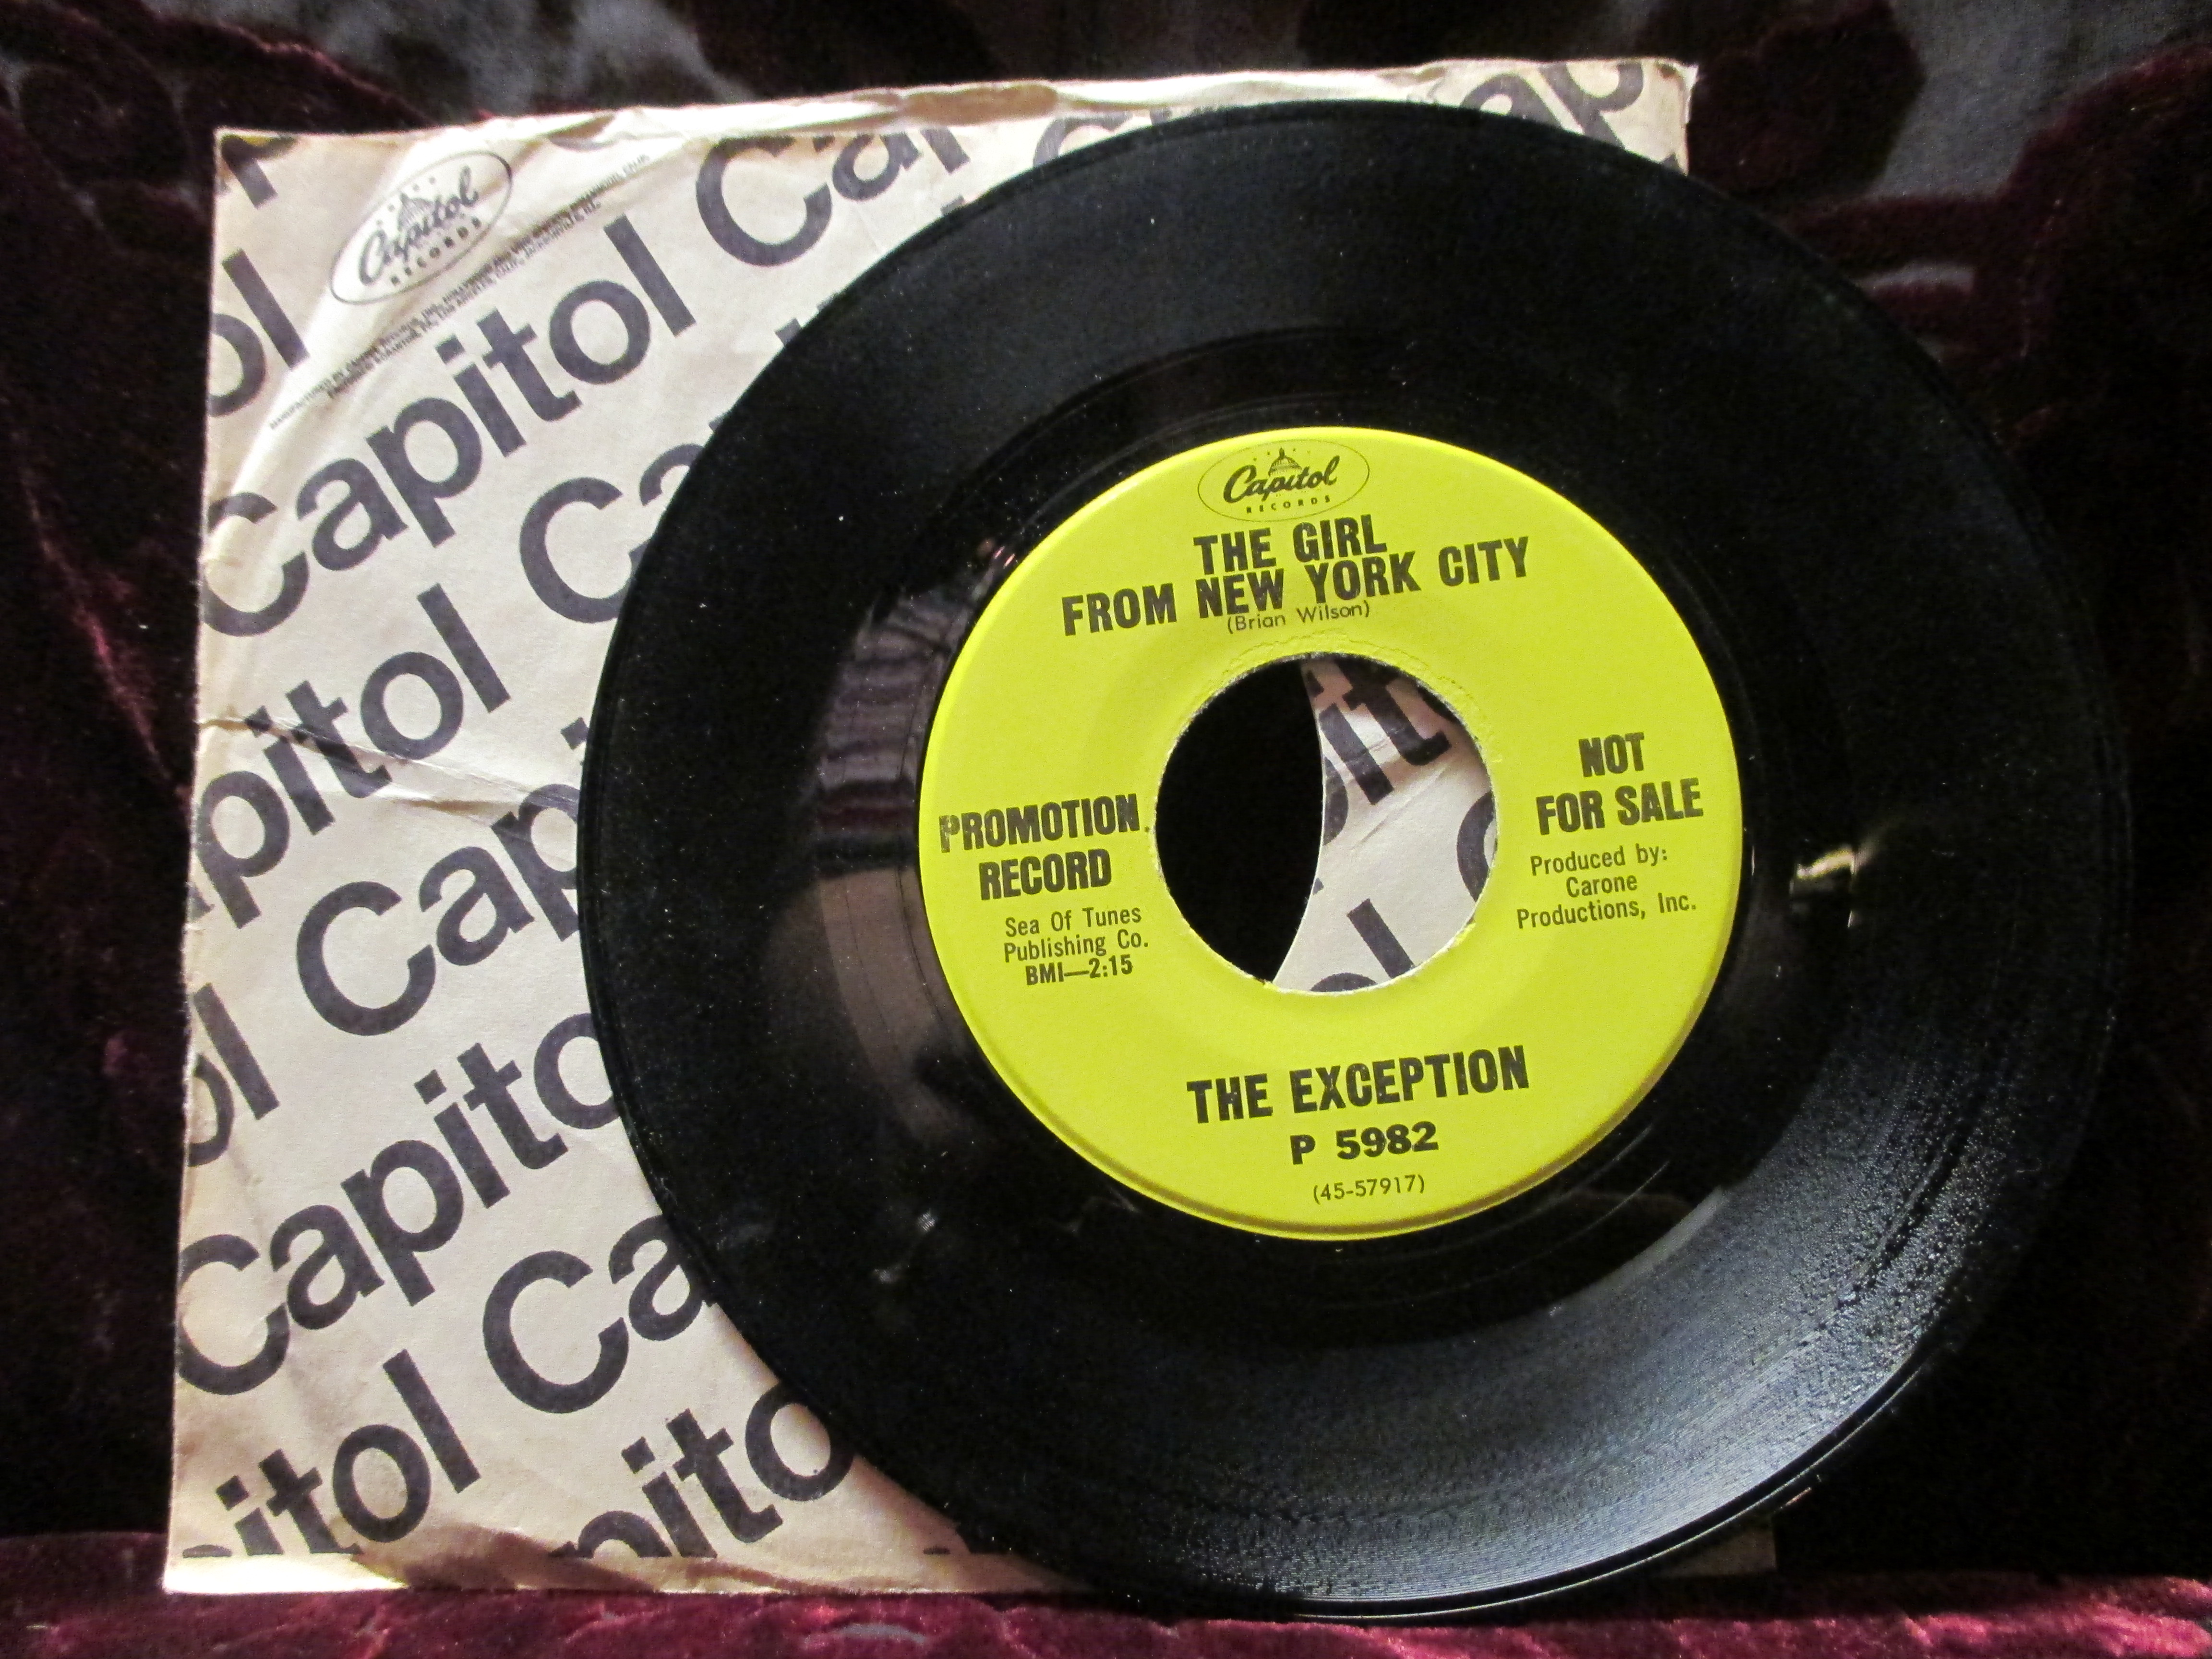 Capitol
RECORDS
Capitol
Capitol
Capitol
Capitol
Capitol
Capitol
RECORDS
THE GIRL
FROM NEW YORK CITY
(Brian Wilson)
PROMOTION
RECORD
Sea Of Tunes
Publishing Co.
BMI—2:15
NOT
FOR SALE
Produced by:
Carone
Productions, Inc.
THE EXCEPTION
P 5982
(45-57917)